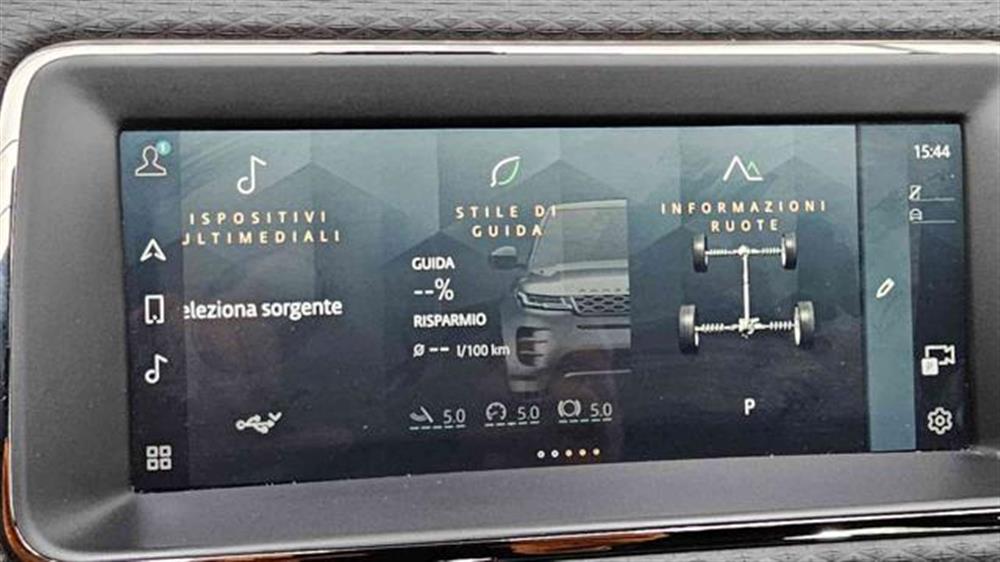 15:44
ISPOSITIVI
ULTIMEDIALI
eleziona sorgente
STILE DI
GUIDA
GUIDA
--%
RISPARMIO
Ø -- l/100 km
5.0 5.0 5.0
INFORMAZIONI
RUOTE
P